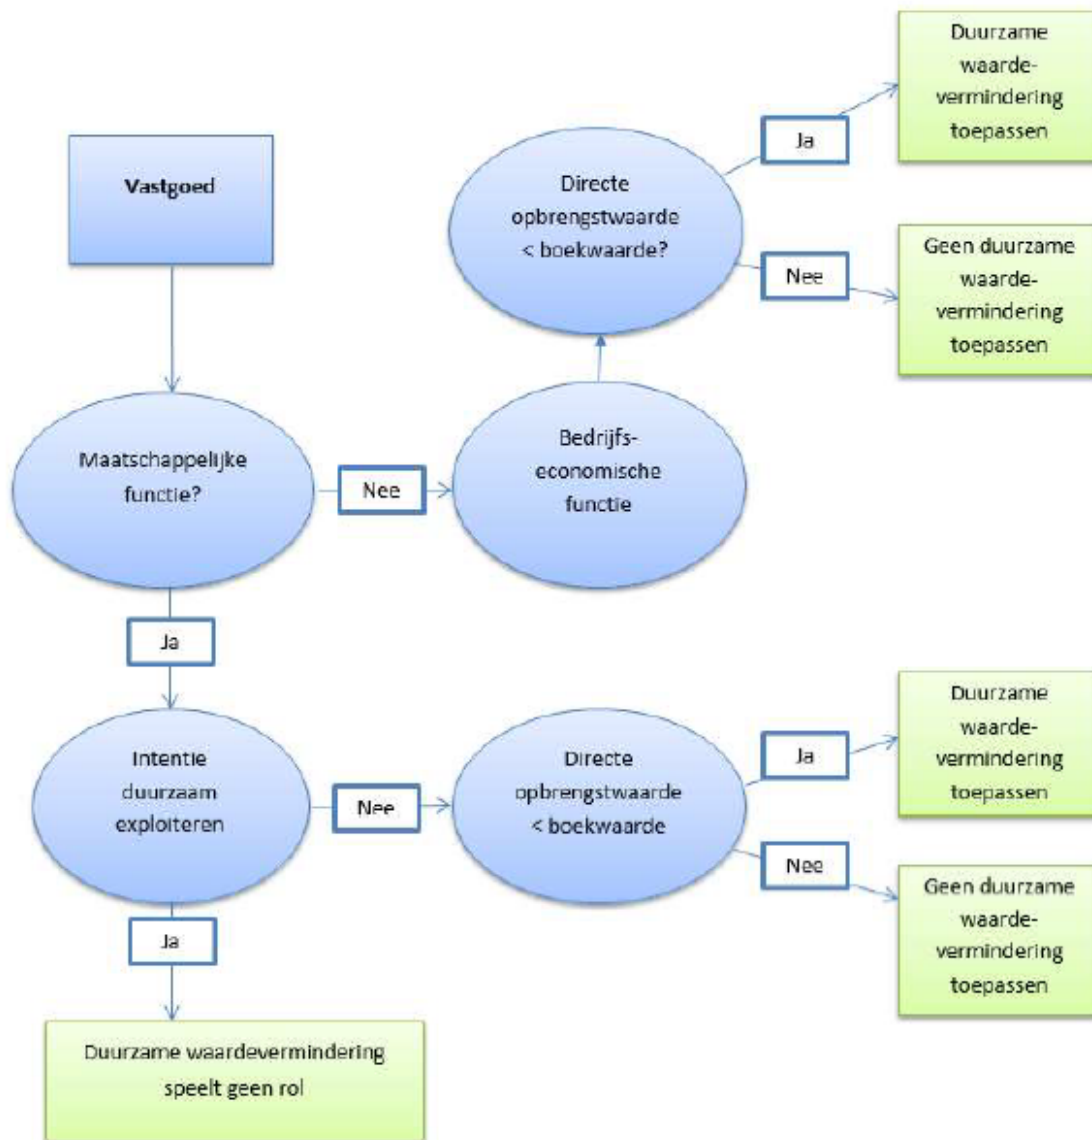 Vastgoed
Maatschappelijke
functie?
Nee
Bedrijfs-
economische
functie
Directe
opbrengstwaarde
< boekwaarde?
Ja
Duurzame
waarde-
vermindering
toepassen
Nee
Geen duurzame
waarde-
vermindering
toepassen
Ja
Intentie
duurzaam
exploiteren
Nee
Directe
opbrengstwaarde
< boekwaarde
Ja
Duurzame
waarde-
vermindering
toepassen
Nee
Geen duurzame
waarde-
vermindering
toepassen
Ja
Duurzame waardevermindering
speelt geen rol